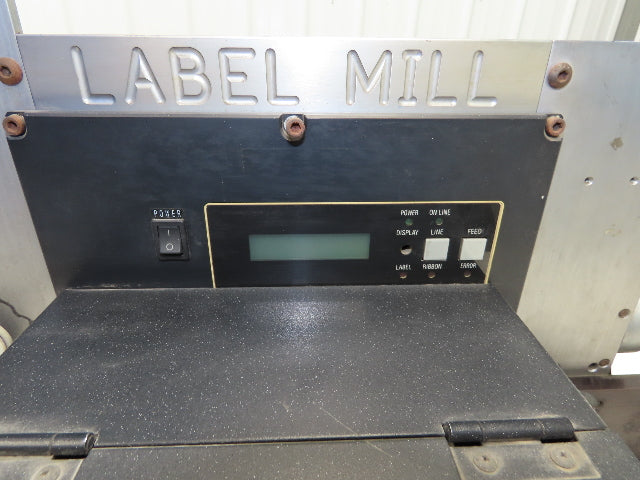 LABEL MILL
POWER
POWER ON LINE
DISPLAY LINE FEED
LABEL RIBBON ERROR